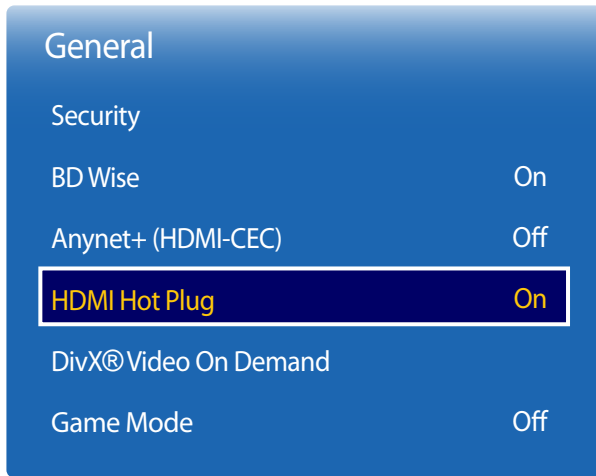 General
Security
BD Wise On
Anynet+ (HDMI-CEC) Off
HDMI Hot Plug On
DivX® Video On Demand
Game Mode Off